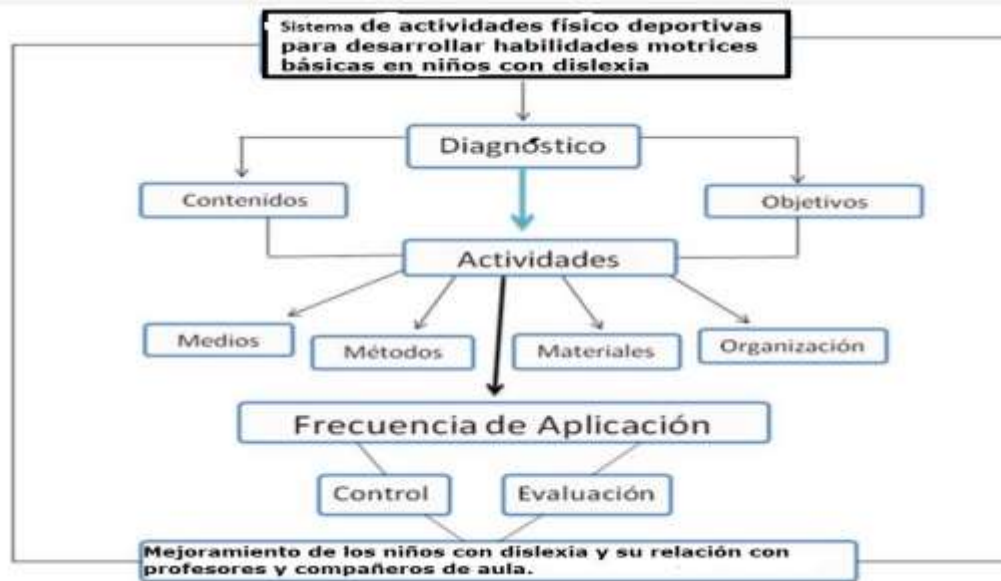 Sistema de actividades físico deportivas
para desarrollar habilidades motrices
básicas en niños con dislexia
Diagnóstico
Contenidos
Objetivos
Actividades
Medios
Métodos
Materiales
Organización
Frecuencia de Aplicación
Control
Evaluación
Mejoramiento de los niños con dislexia y su relación con
profesores y compañeros de aula.